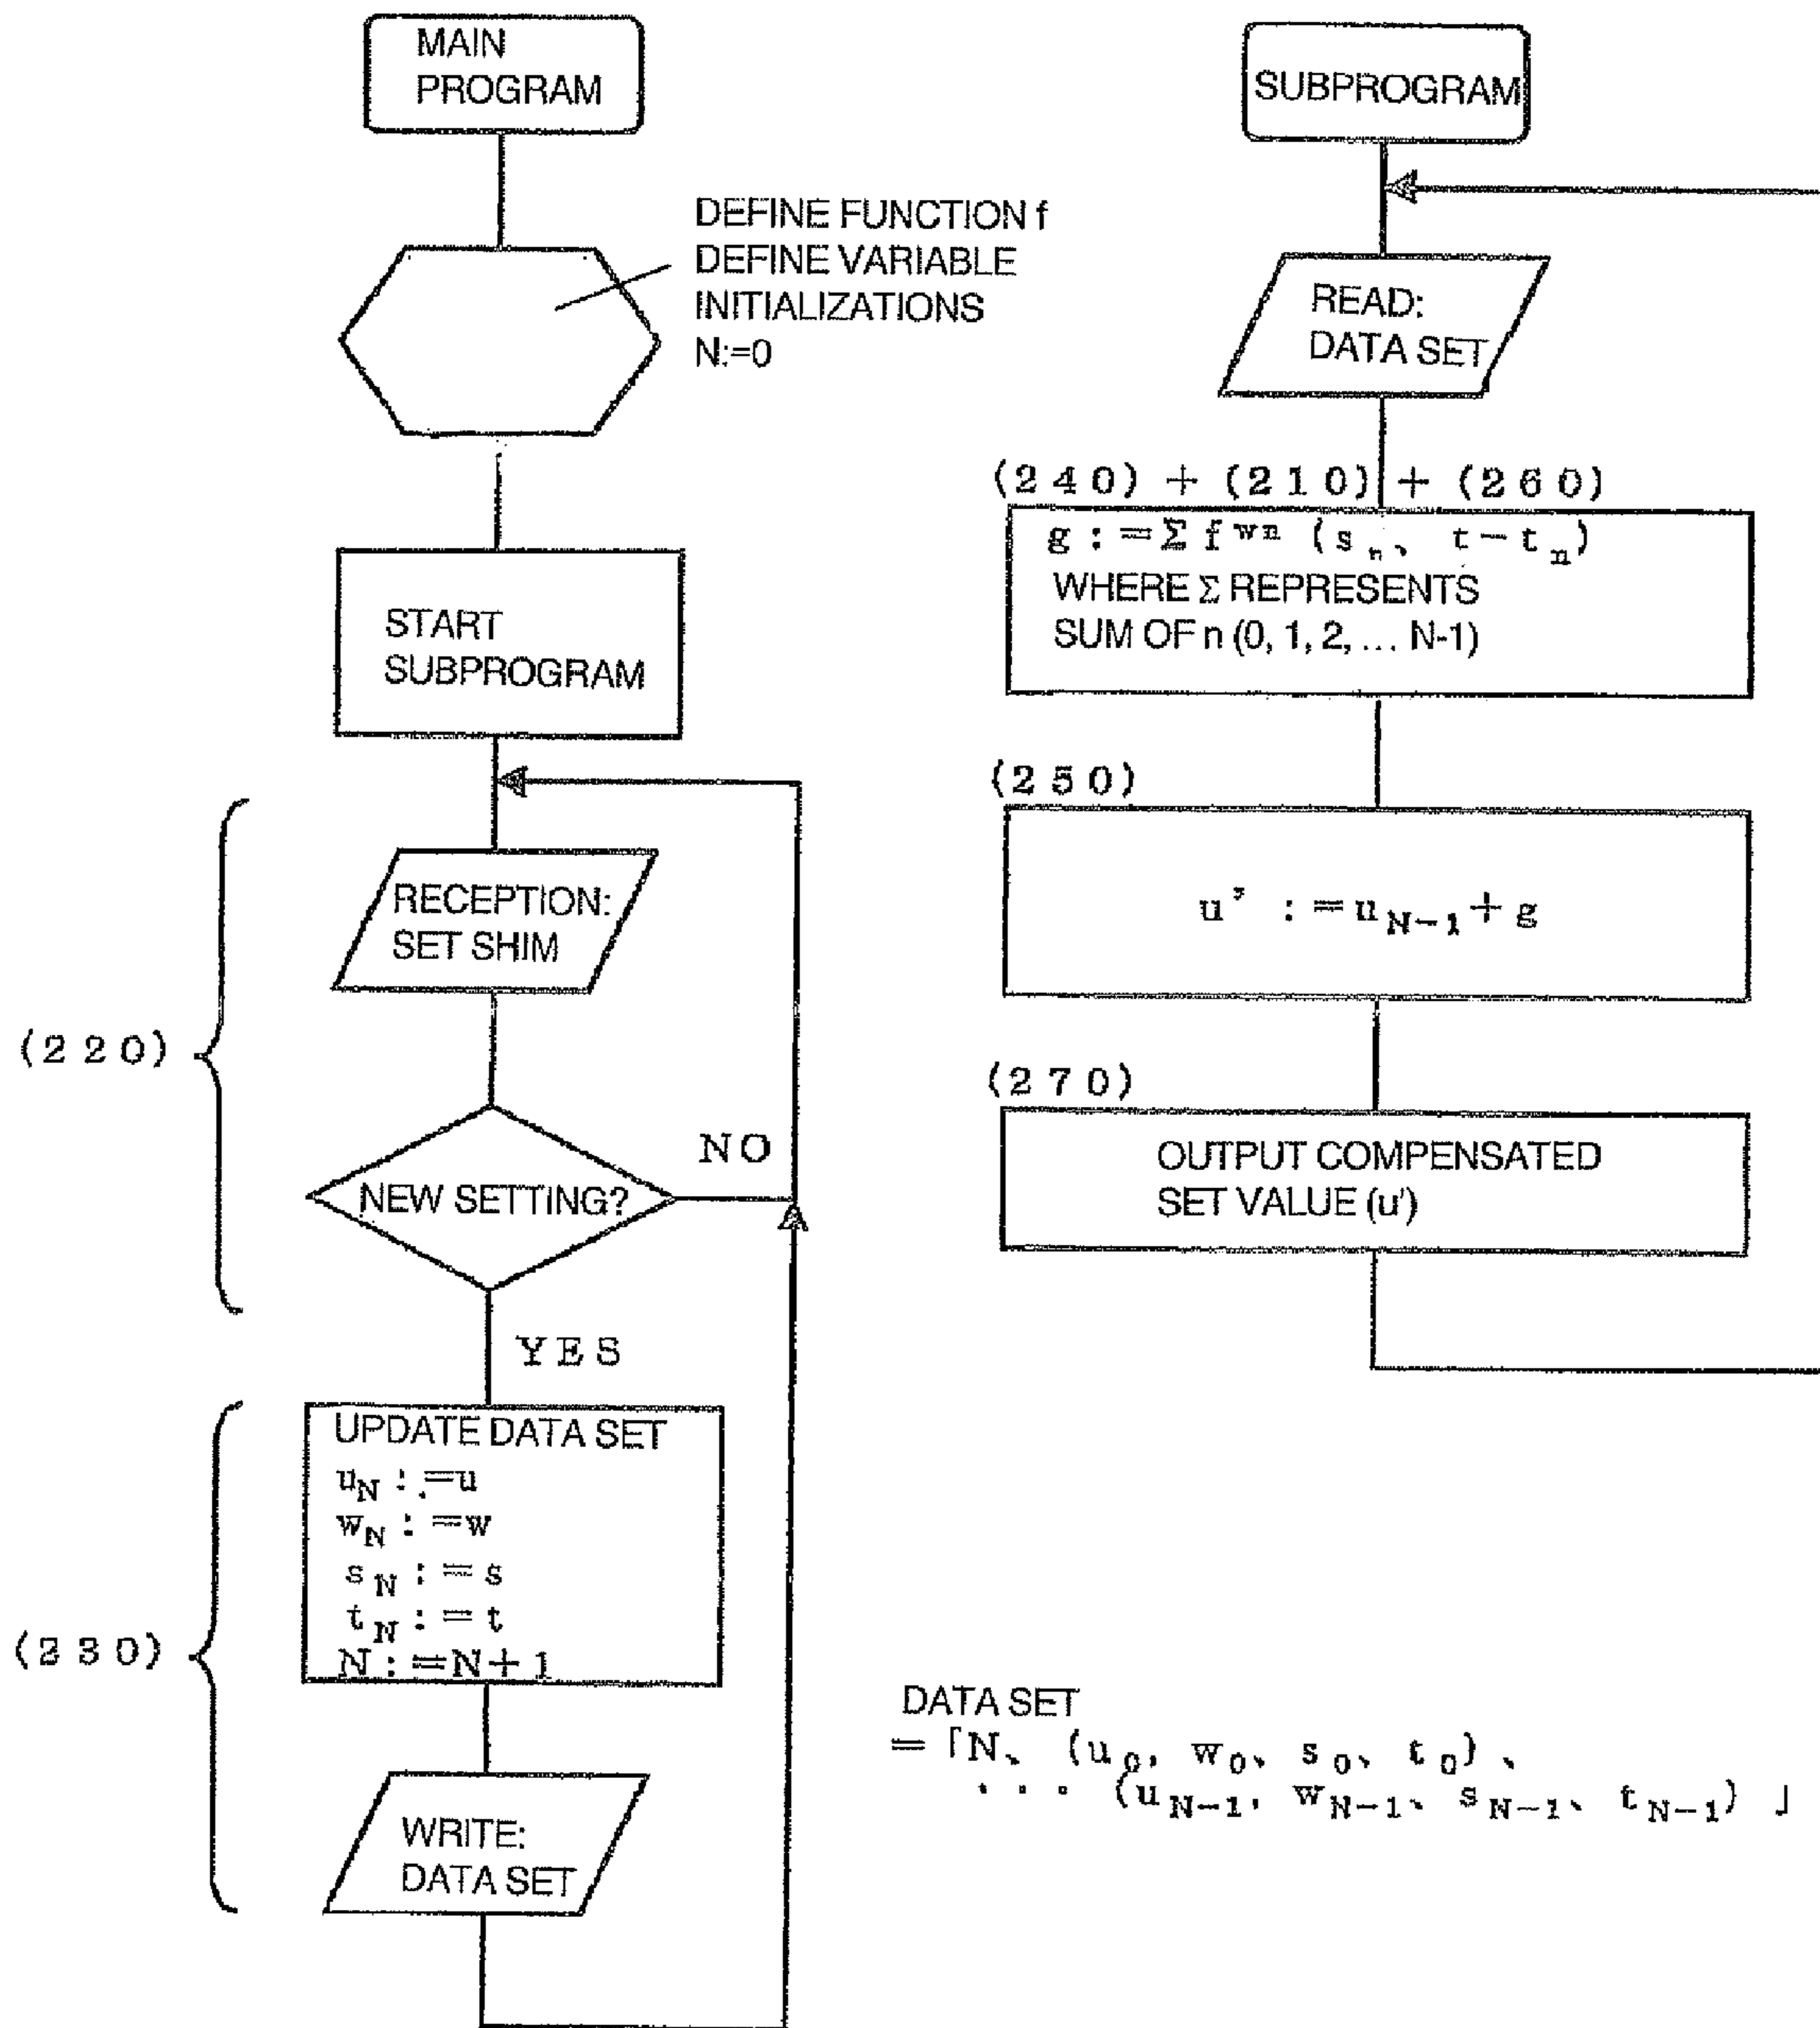 MAIN
PROGRAM
DEFINE FUNCTION f
DEFINE VARIABLE
INITIALIZATIONS
N:=0
START
SUBPROGRAM
(220)
RECEPTION:
SET SHIM
NEW SETTING?
NO
YES
(230)
UPDATE DATA SET
u_N := u
w_N := w
s_N := s
t_N := t
N := N+1
WRITE:
DATA SET
SUBPROGRAM
READ:
DATA SET
(240) + (210) + (260)
g := Σ f^wn (s_n、 t-t_n)
WHERE Σ REPRESENTS
SUM OF n (0, 1, 2, ... N-1)
(250)
u' := u_N-1 + g
(270)
OUTPUT COMPENSATED
SET VALUE (u')
DATA SET
=「N、 (u_0, w_0、 s_0、 t_0)、
··· (u_N-1, w_N-1、 s_N-1、 t_N-1)」